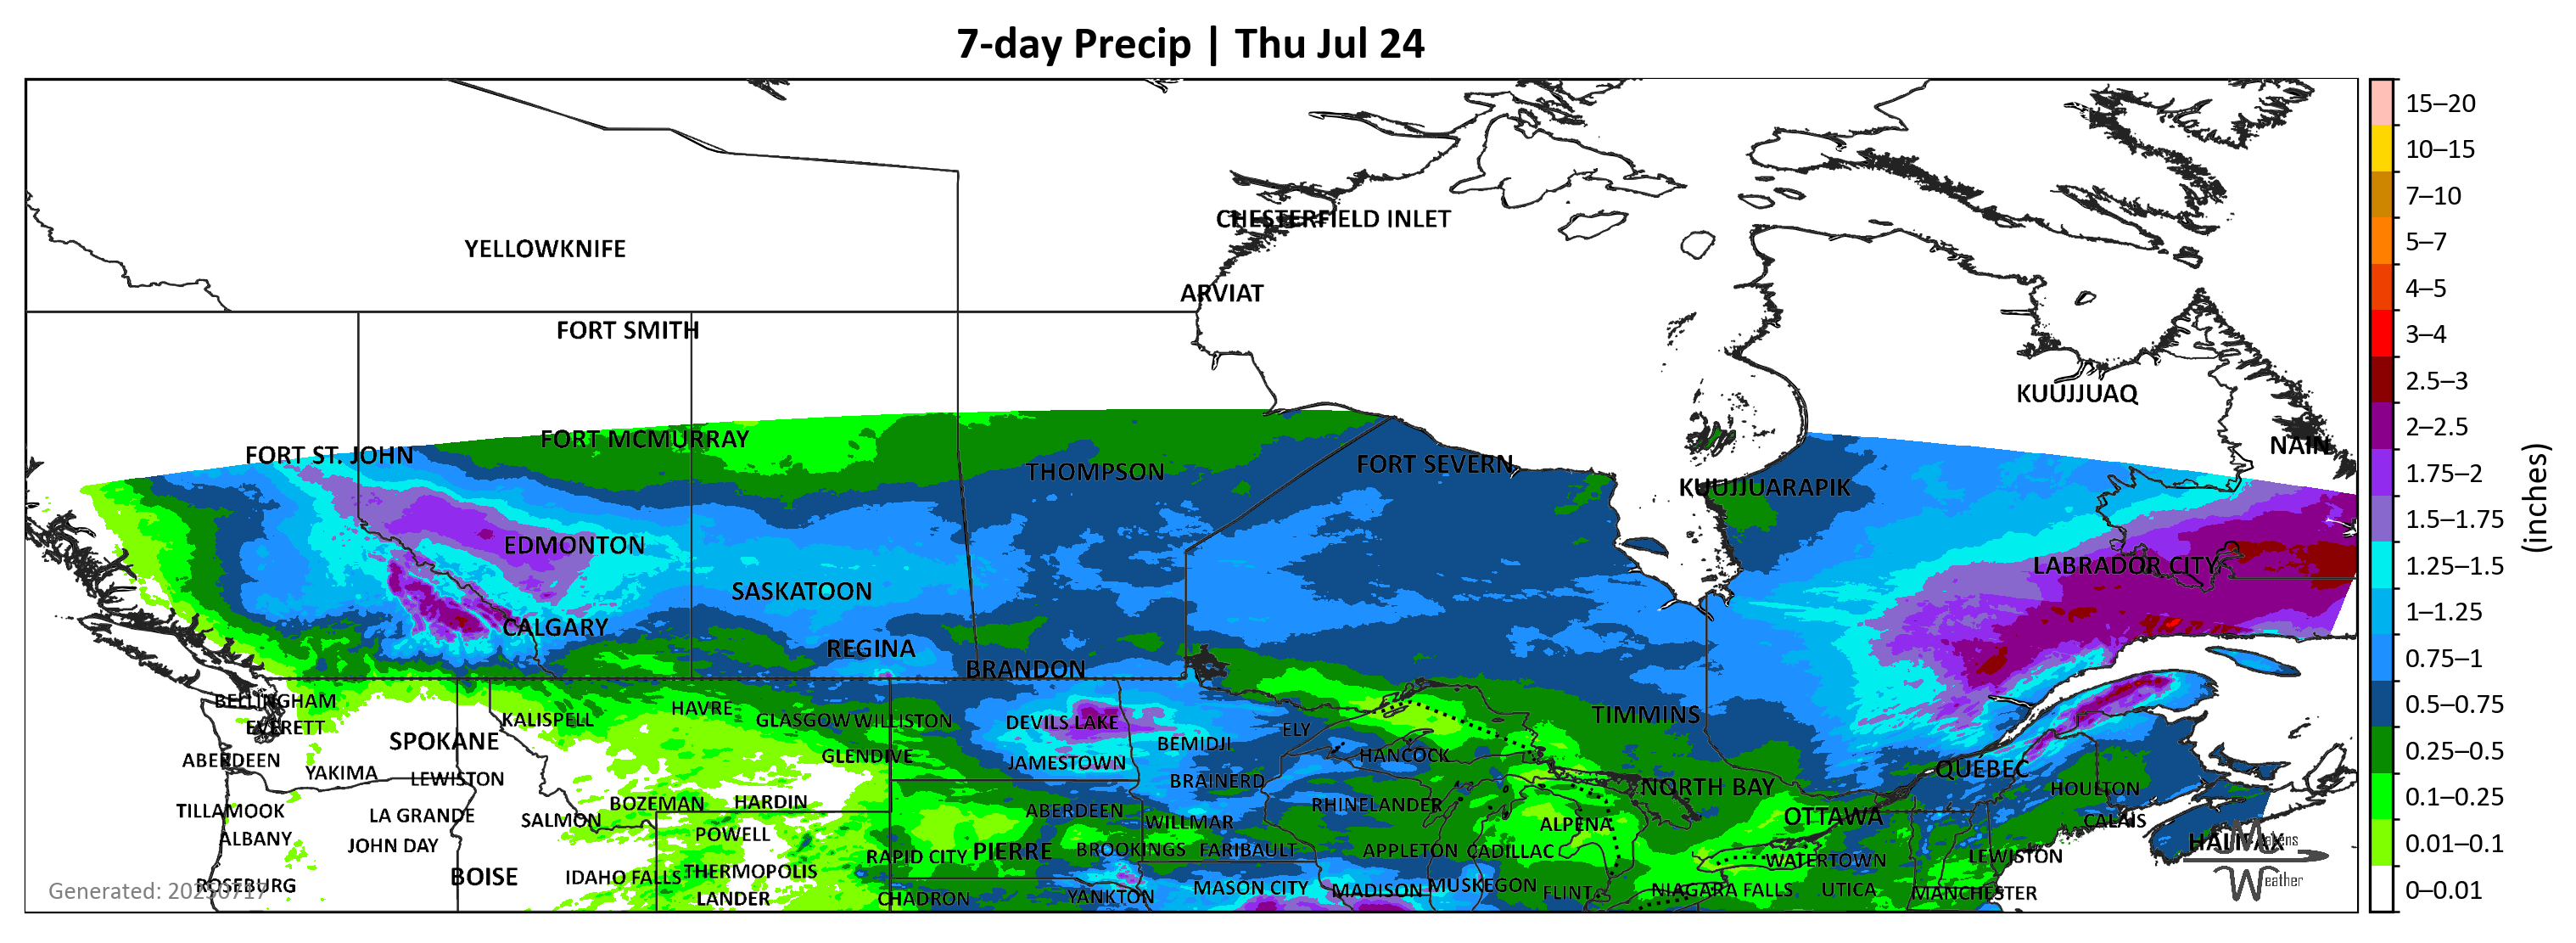 7-day Precip | Thu Jul 24
CHESTERFIELD INLET
YELLOWKNIFE
ARVIAT
FORT SMITH
KUUJJUAQ
FORT MCMURRAY
NAIN
FORT ST. JOHN
FORT SEVERN
THOMPSON
KUUJJUARAPIK
EDMONTON
LABRADOR CITY
SASKATOON
CALGARY
REGINA
BRANDON
BELLINGHAM
HAVRE
TIMMINS
KALISPELL
GLASGOW WILLISTON
DEVILS LAKE
EVERETT
ELY
SPOKANE
BEMIDJI
HANCOCK
GLENDIVE
ABERDEEN
JAMESTOWN
QUÉBEC
YAKIMA
LEWISTON
BRAINERD
NORTH BAY
HOULTON
BOZEMAN
HARDIN
RHINELANDER
TILLAMOOK
ABERDEEN
LA GRANDE
OTTAWA
SALMON
WILLMAR
CALAIS
ALPENA
POWELL
ALBANY
HALIFAX
JOHN DAY
BROOKINGS
FARIBAULT
APPLETON
CADILLAC
PIERRE
RAPID CITY
LEWISTON
WATERTOWN
THERMOPOLIS
BOISE
IDAHO FALLS
ROSEBURG
MASON CITY
MADISON
MUSKEGON
NIAGARA FALLS
UTICA
FLINT
MANCHESTER
YANKTON
LANDER
CHADRON
Generated: 20250717
Weather
15–20
10–15
7–10
5–7
4–5
3–4
2.5–3
2–2.5
1.75–2
1.5–1.75
1.25–1.5
1–1.25
0.75–1
0.5–0.75
0.25–0.5
0.1–0.25
0.01–0.1
0–0.01
(inches)